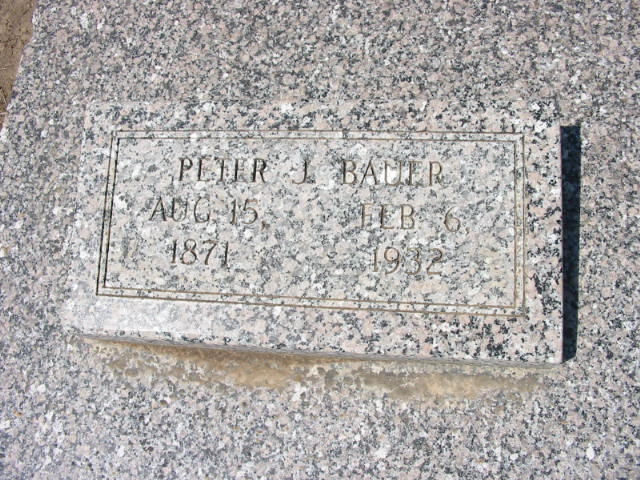 PETER J. BAUER
AUG 15, FEB 6
1871 1932